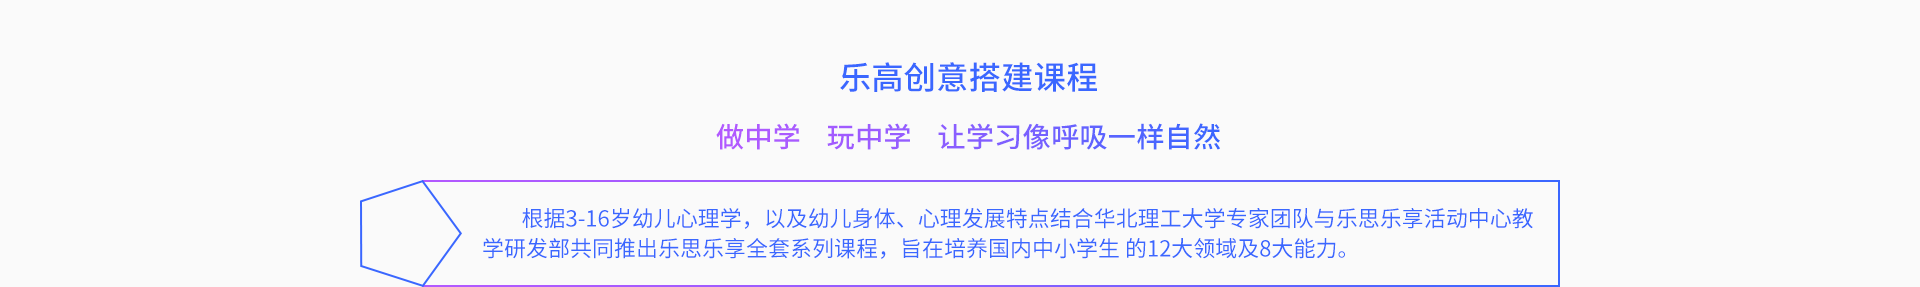 乐高创意搭建课程
做中学 玩中学 让学习像呼吸一样自然
根据3-16岁幼儿心理学，以及幼儿身体、心理发展特点结合华北理工大学专家团队与乐思乐享活动中心教
学研发部共同推出乐思乐享全套系列课程，旨在培养国内中小学生 的12大领域及8大能力。